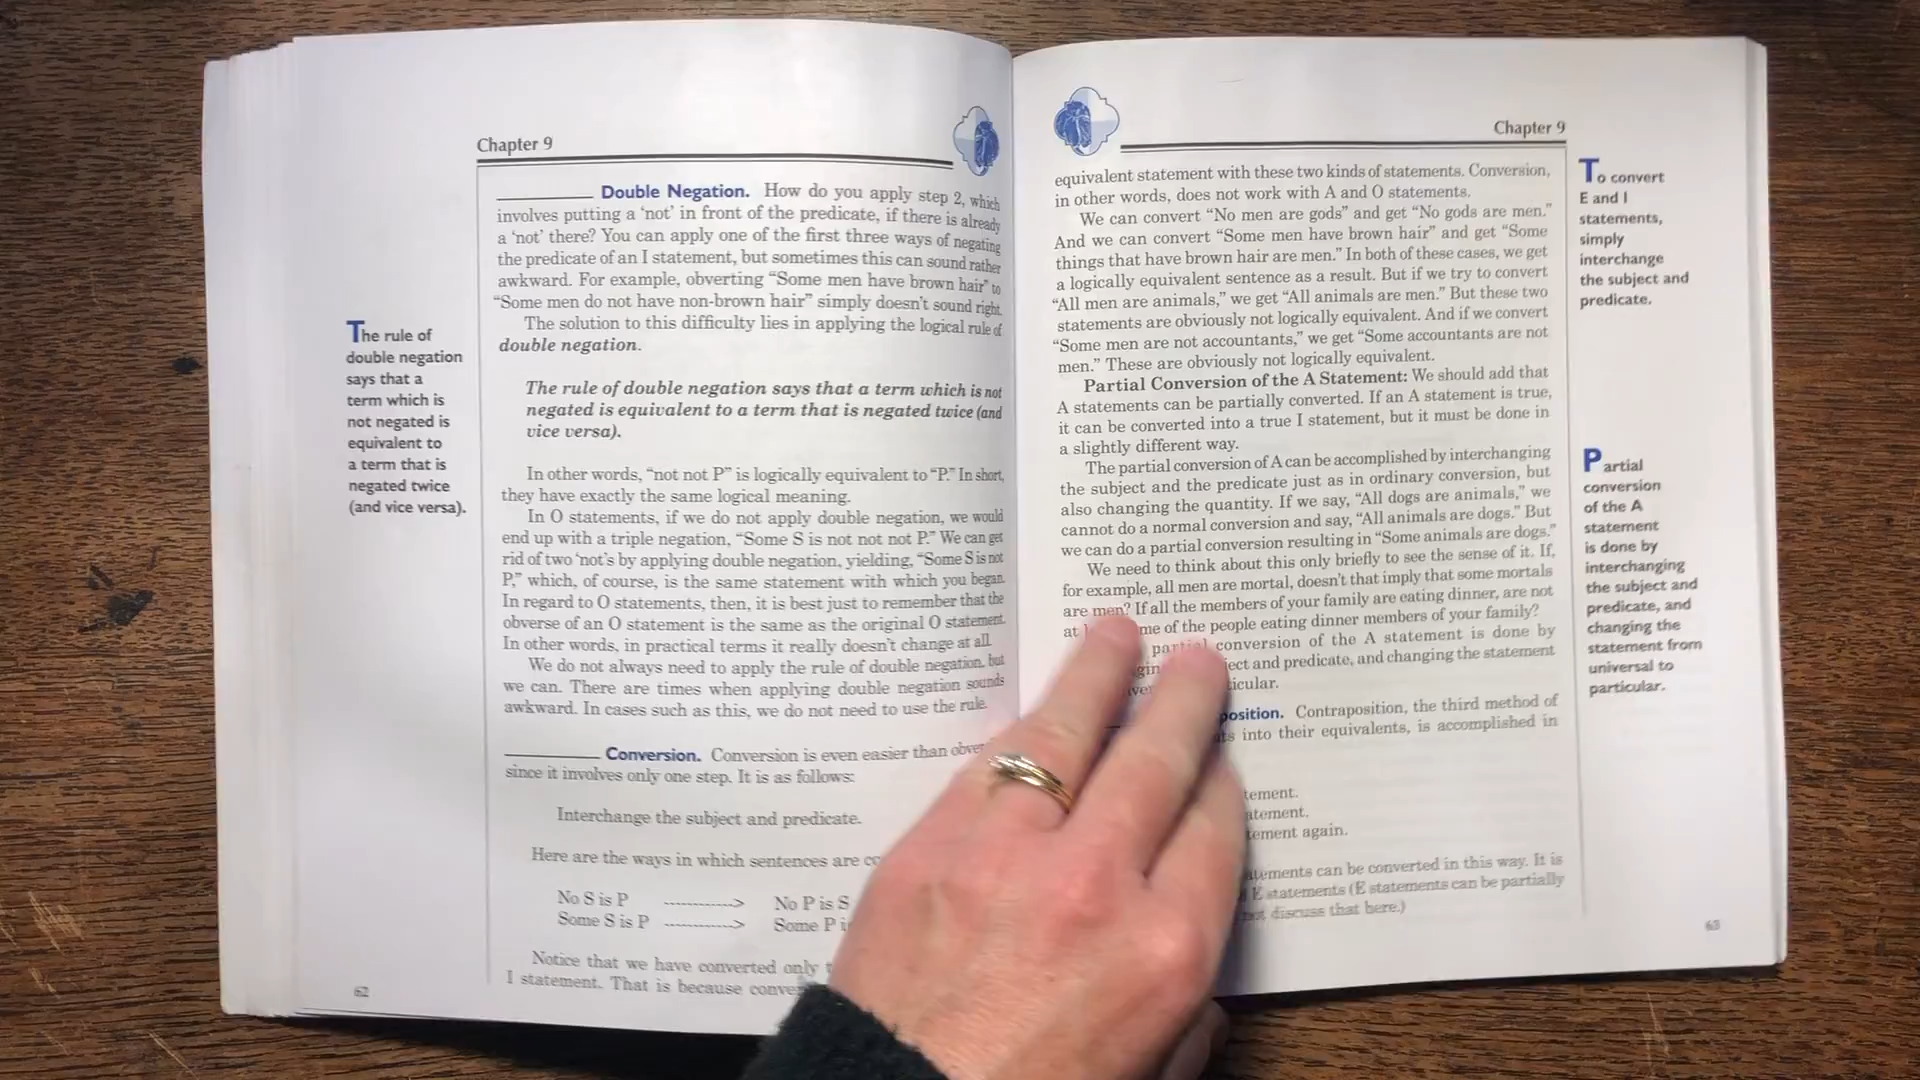 Chapter 9
Double Negation. How do you apply step 2, which
involves putting a ‘not’ in front of the predicate, if there is already
a ‘not’ there? You can apply one of the first three ways of negating
the predicate of an I statement, but sometimes this can sound rather
awkward. For example, obverting “Some men have brown hair” to
“Some men do not have non-brown hair” simply doesn’t sound right.
The solution to this difficulty lies in applying the logical rule of
double negation.
The rule of double negation says that a term which is not
negated is equivalent to a term that is negated twice (and
vice versa).
In other words, “not not P” is logically equivalent to “P.” In short,
they have exactly the same logical meaning.
In O statements, if we do not apply double negation, we would
end up with a triple negation, “Some S is not not not P.” We can get
rid of two ‘not’s by applying double negation, yielding, “Some S is not
P,” which, of course, is the same statement with which you began.
In regard to O statements, then, it is best just to remember that the
obverse of an O statement is the same as the original O statement.
In other words, in practical terms it really doesn’t change at all.
We do not always need to apply the rule of double negation, but
we can. There are times when applying double negation sounds
awkward. In cases such as this, we do not need to use the rule.
Conversion. Conversion is even easier than
since it involves only one step. It is as follows:
Interchange the subject and predicate.
Here are the ways in which sentences are
No S is P ------------> No P is S
Some S is P ------------> Some P
Notice that we have converted only
I statement. That is because
62
The rule of
double negation
says that a
term which is
not negated is
equivalent to
a term that is
negated twice
(and vice versa).
Chapter 9
equivalent statement with these two kinds of statements. Conversion,
in other words, does not work with A and O statements.
We can convert “No men are gods” and get “No gods are men.”
And we can convert “Some men have brown hair” and get “Some
things that have brown hair are men.” In both of these cases, we get
a logically equivalent sentence as a result. But if we try to convert
“All men are animals,” we get “All animals are men.” But these two
statements are obviously not logically equivalent. And if we convert
“Some men are not accountants,” we get “Some accountants are not
men.” These are obviously not logically equivalent.
Partial Conversion of the A Statement: We should add that
A statements can be partially converted. If an A statement is true,
it can be converted into a true I statement, but it must be done in
a slightly different way.
The partial conversion of A can be accomplished by interchanging
the subject and the predicate just as in ordinary conversion, but
also changing the quantity. If we say, “All dogs are animals,” we
cannot do a normal conversion and say, “All animals are dogs.” But
we can do a partial conversion resulting in “Some animals are dogs.”
We need to think about this only briefly to see the sense of it. If,
for example, all men are mortal, doesn’t that imply that some mortals
are men? If all the members of your family are eating dinner, are not
at of the people eating dinner members of your family?
partial conversion of the A statement is done by
and predicate, and changing the statement
Contraposition, the third method of
into their equivalents, is accomplished in
again.
can be converted in this way. It is
E statements (E statements can be partially
not discuss that here.)
63
To convert
E and I
statements,
simply
interchange
the subject and
predicate.
Partial
conversion
of the A
statement
is done by
interchanging
the subject and
predicate, and
changing the
statement from
universal to
particular.